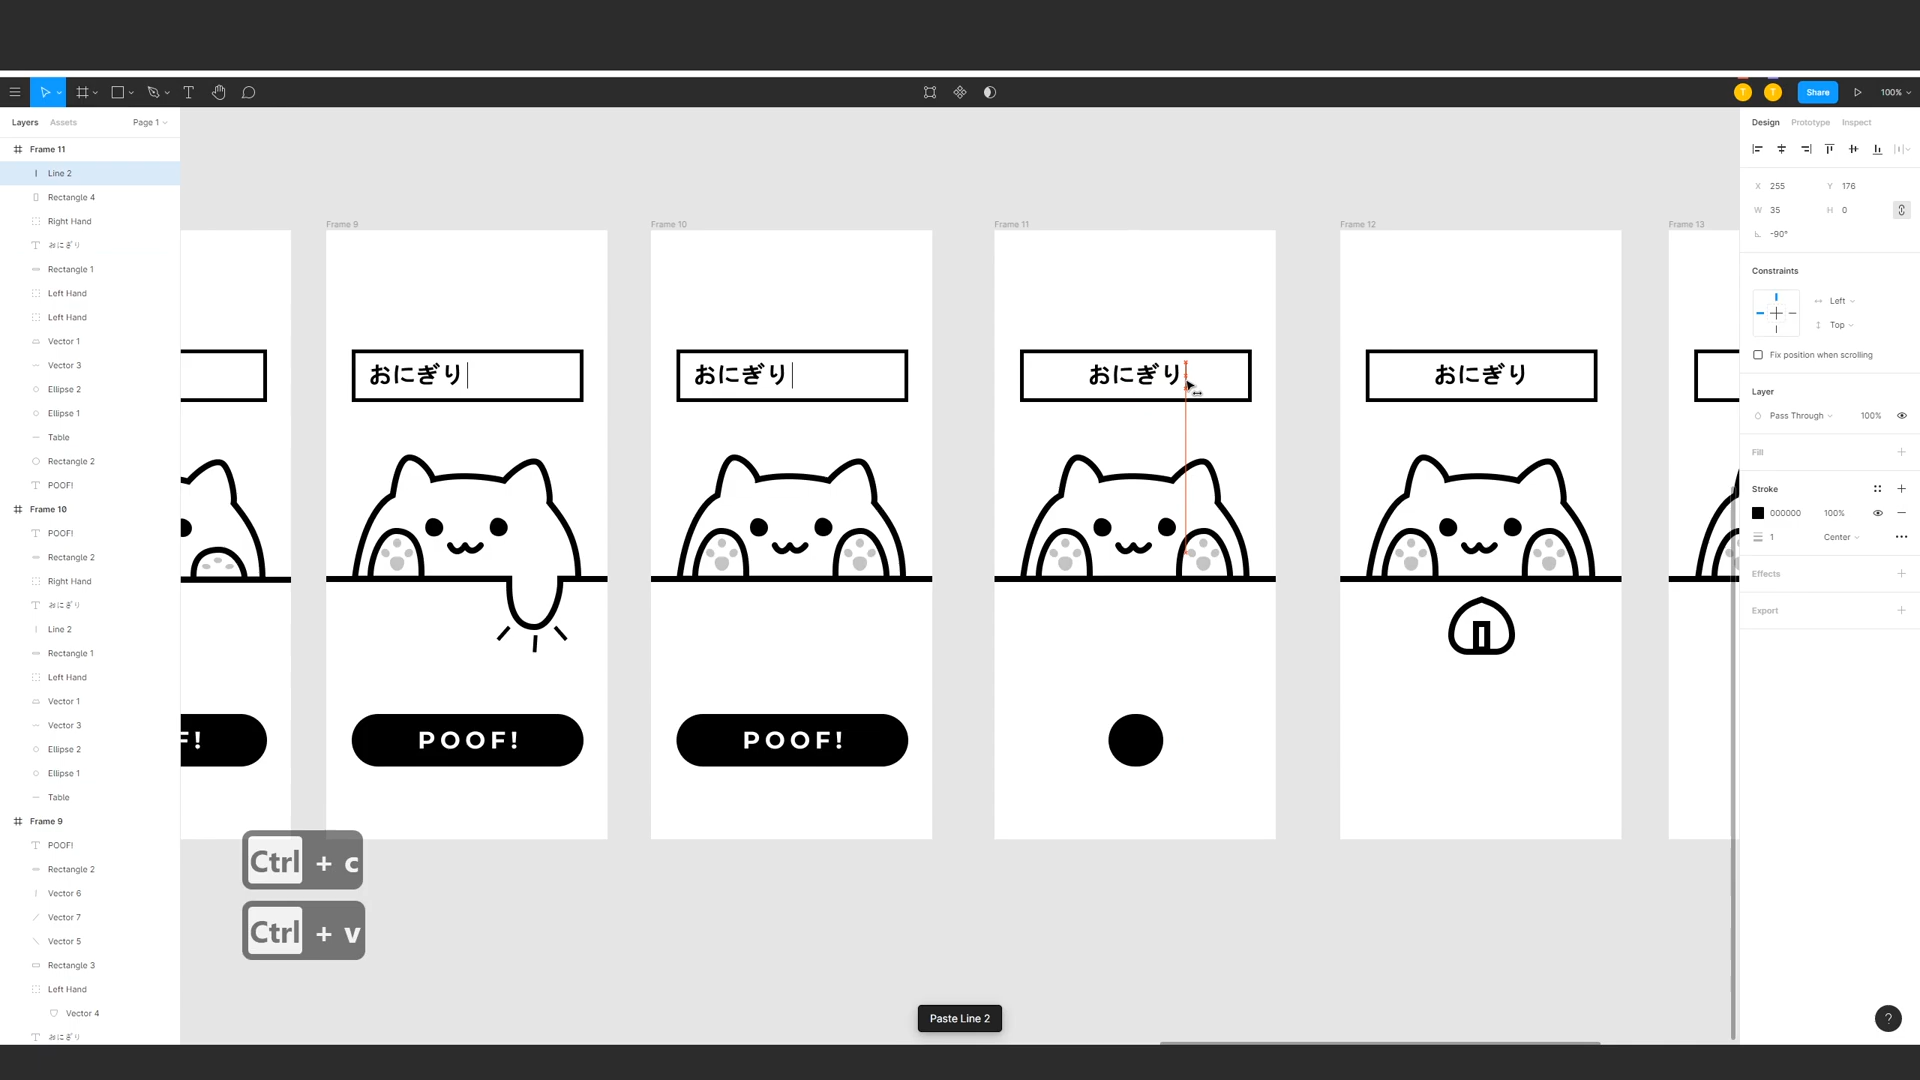 T
T
Share
100%
Layers
Assets
Page 1
Design
Prototype
Inspect
Frame 11
Line 2
Rectangle 4
Right Hand
おにぎり
Rectangle 1
Left Hand
Left Hand
Vector 1
Vector 3
Ellipse 2
Ellipse 1
Table
Rectangle 2
POOF!
Frame 10
POOF!
Rectangle 2
Right Hand
おにぎり
Line 2
Rectangle 1
Left Hand
Vector 1
Vector 3
Ellipse 2
Ellipse 1
Table
Frame 9
POOF!
Rectangle 2
Vector 6
Vector 7
Vector 5
Rectangle 3
Left Hand
Vector 4
おにぎり
Frame 9
Frame 10
Frame 11
Frame 12
Frame 13
おにぎり
おにぎり
おにぎり
おにぎり
F!
POOF!
POOF!
Ctrl + c
Ctrl + v
Paste Line 2
X 255 Y 176
W 35 H 0
-90°
Constraints
Left
Top
Fix position when scrolling
Layer
Pass Through 100%
Fill
Stroke
000000 100%
1 Center
Effects
Export
?